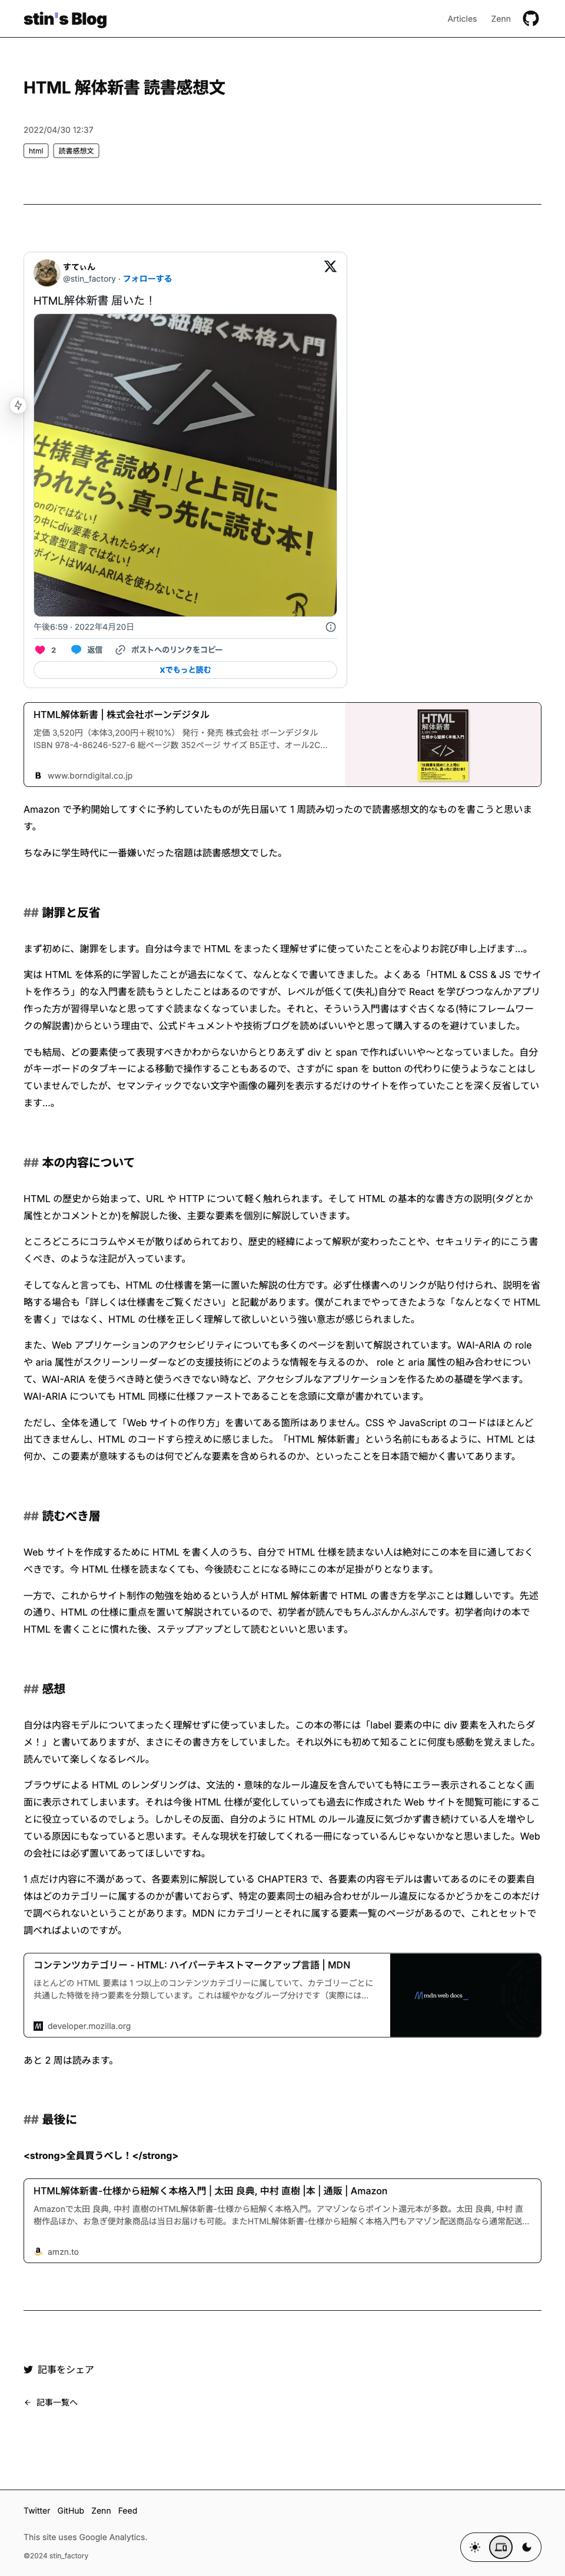 stin's Blog
Articles
Zenn
HTML 解体新書 読書感想文
2022/04/30 12:37
html
読書感想文
すてぃん
@stin_factory · フォローする
HTML解体新書 届いた！
ら紐解く本格入門
</>
仕様書を読め！」と上司に
われたら、真っ先に読む本！
onのiではない！
の中にdiv要素を入れたらダメ！
は文書型宣言ではない！
ポイントはWAI-ARIAを使わないこと！
B
午後6:59 · 2022年4月20日
2
返信
ポストへのリンクをコピー
Xでもっと読む
HTML解体新書 | 株式会社ボーンデジタル
定価 3,520円（本体3,200円＋税10%） 発行・発売 株式会社 ボーンデジタル
ISBN 978-4-86246-527-6 総ページ数 352ページ サイズ B5正寸、オール2C...
www.borndigital.co.jp
HTML
解体新書
仕様から紐解く本格入門
</>
Amazon で予約開始してすぐに予約していたものが先日届いて 1 周読み切ったので読書感想文的なものを書こうと思いま
す。
ちなみに学生時代に一番嫌いだった宿題は読書感想文でした。
## 謝罪と反省
まず初めに、謝罪をします。自分は今まで HTML をまったく理解せずに使っていたことを心よりお詫び申し上げます…。
実は HTML を体系的に学習したことが過去になくて、なんとなくで書いてきました。よくある「HTML & CSS & JS でサイ
トを作ろう」的な入門書を読もうとしたことはあるのですが、レベルが低くて(失礼)自分で React を学びつつなんかアプリ
作った方が習得早いなと思ってすぐ読まなくなっていました。それと、そういう入門書はすぐ古くなる(特にフレームワー
クの解説書)からという理由で、公式ドキュメントや技術ブログを読めばいいやと思って購入するのを避けていました。
でも結局、どの要素使って表現すべきかわからないからとりあえず div と span で作ればいいや〜となっていました。自分
がキーボードのタブキーによる移動で操作することもあるので、さすがに span を button の代わりに使うようなことはし
ていませんでしたが、セマンティックでない文字や画像の羅列を表示するだけのサイトを作っていたことを深く反省してい
ます…。
## 本の内容について
HTML の歴史から始まって、URL や HTTP について軽く触れられます。そして HTML の基本的な書き方の説明(タグとか
属性とかコメントとか)を解説した後、主要な要素を個別に解説していきます。
ところどころにコラムやメモが散りばめられており、歴史的経緯によって解釈が変わったことや、セキュリティ的にこう書
くべき、のような注記が入っています。
そしてなんと言っても、HTML の仕様書を第一に置いた解説の仕方です。必ず仕様書へのリンクが貼り付けられ、説明を省
略する場合も「詳しくは仕様書をご覧ください」と記載があります。僕がこれまでやってきたような「なんとなくで HTML
を書く」ではなく、HTML の仕様を正しく理解して欲しいという強い意志が感じられました。
また、Web アプリケーションのアクセシビリティについても多くのページを割いて解説されています。WAI-ARIA の role
や aria 属性がスクリーンリーダーなどの支援技術にどのような情報を与えるのか、 role と aria 属性の組み合わせについ
て、WAI-ARIA を使うべき時と使うべきでない時など、アクセシブルなアプリケーションを作るための基礎を学べます。
WAI-ARIA についても HTML 同様に仕様ファーストであることを念頭に文章が書かれています。
ただし、全体を通して「Web サイトの作り方」を書いてある箇所はありません。CSS や JavaScript のコードはほとんど
出てきませんし、HTML のコードすら控えめに感じました。「HTML 解体新書」という名前にもあるように、HTML とは
何か、この要素が意味するものは何でどんな要素を含められるのか、といったことを日本語で細かく書いてあります。
## 読むべき層
Web サイトを作成するために HTML を書く人のうち、自分で HTML 仕様を読まない人は絶対にこの本を目に通しておく
べきです。今 HTML 仕様を読まなくても、今後読むことになる時にこの本が足掛かりとなります。
一方で、これからサイト制作の勉強を始めるという人が HTML 解体新書で HTML の書き方を学ぶことは難しいです。先述
の通り、HTML の仕様に重点を置いて解説されているので、初学者が読んでもちんぷんかんぷんです。初学者向けの本で
HTML を書くことに慣れた後、ステップアップとして読むといいと思います。
## 感想
自分は内容モデルについてまったく理解せずに使っていました。この本の帯には「label 要素の中に div 要素を入れたらダ
メ！」と書いてありますが、まさにその書き方をしていました。それ以外にも初めて知ることに何度も感動を覚えました。
読んでいて楽しくなるレベル。
ブラウザによる HTML のレンダリングは、文法的・意味的なルール違反を含んでいても特にエラー表示されることなく画
面に表示されてしまいます。それは今後 HTML 仕様が変化していっても過去に作成された Web サイトを閲覧可能にするこ
とに役立っているのでしょう。しかしその反面、自分のように HTML のルール違反に気づかず書き続けている人を増やし
ている原因にもなっていると思います。そんな現状を打破してくれる一冊になっているんじゃないかなと思いました。Web
の会社には必ず置いてあってほしいですね。
1 点だけ内容に不満があって、各要素別に解説している CHAPTER3 で、各要素の内容モデルは書いてあるのにその要素自
体はどのカテゴリーに属するのかが書いておらず、特定の要素同士の組み合わせがルール違反になるかどうかをこの本だけ
で調べられないということがあります。MDN にカテゴリーとそれに属する要素一覧のページがあるので、これとセットで
調べればよいのですが。
コンテンツカテゴリー - HTML: ハイパーテキストマークアップ言語 | MDN
ほとんどの HTML 要素は 1 つ以上のコンテンツカテゴリーに属していて、カテゴリーごとに
共通した特徴を持つ要素を分類しています。これは緩やかなグループ分けです（実際には...
developer.mozilla.org
mdn web docs_
あと 2 周は読みます。
## 最後に
<strong>全員買うべし！</strong>
HTML解体新書-仕様から紐解く本格入門 | 太田 良典, 中村 直樹 |本 | 通販 | Amazon
Amazonで太田 良典, 中村 直樹のHTML解体新書-仕様から紐解く本格入門。アマゾンならポイント還元本が多数。太田 良典, 中村 直
樹作品ほか、お急ぎ便対象商品は当日お届けも可能。またHTML解体新書-仕様から紐解く本格入門もアマゾン配送商品なら通常配送...
amzn.to
記事をシェア
← 記事一覧へ
Twitter
GitHub
Zenn
Feed
This site uses Google Analytics.
©2024 stin_factory